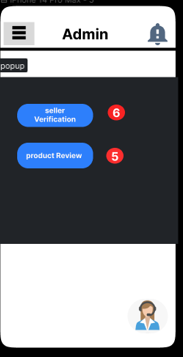 Admin
popup
seller
Verification
6
product Review
5